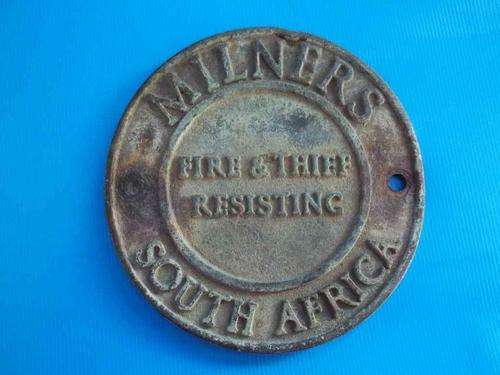 MILNERS
FIRE & THIEF
RESISTING
SOUTH AFRICA